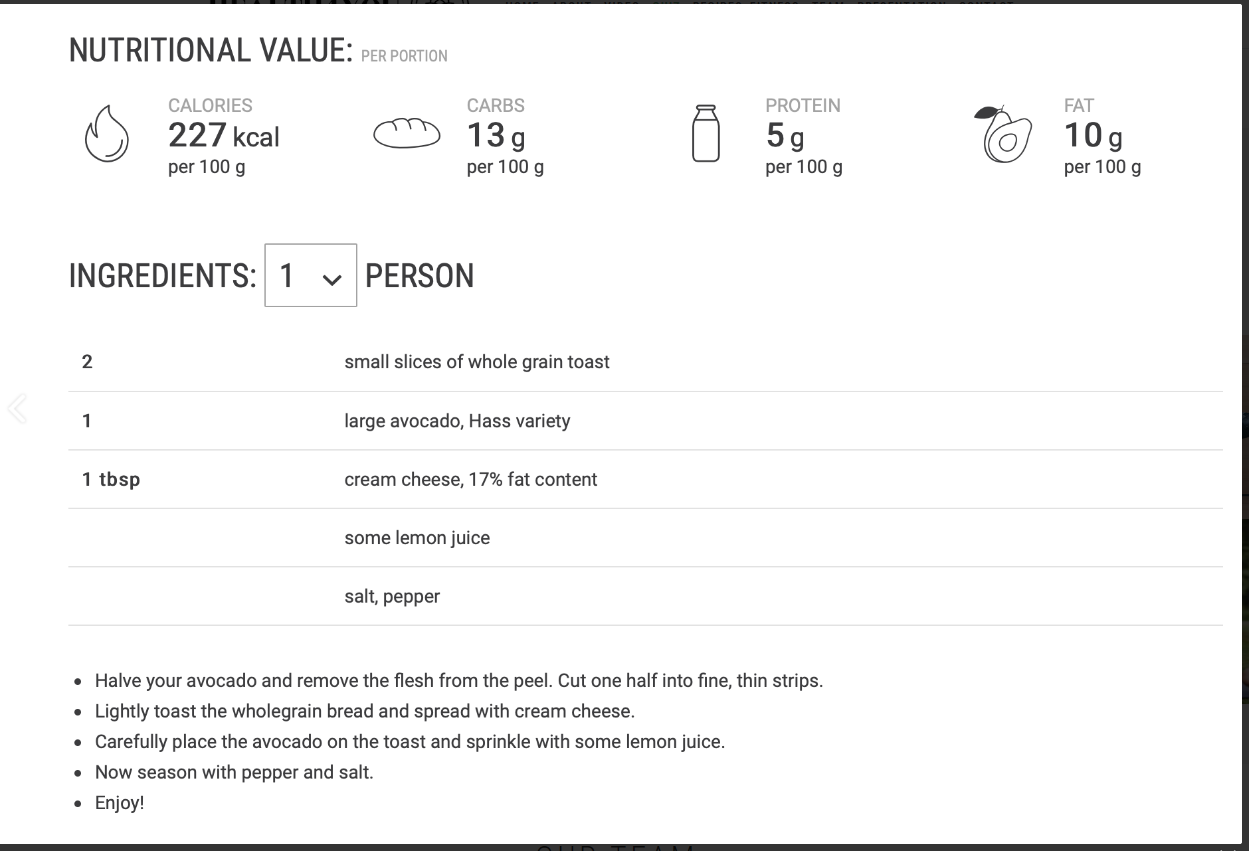 NUTRITIONAL VALUE: PER PORTION
CALORIES
227 kcal
per 100 g
CARBS
13 g
per 100 g
PROTEIN
5 g
per 100 g
FAT
10 g
per 100 g
INGREDIENTS: 1 PERSON
2 small slices of whole grain toast
1 large avocado, Hass variety
1 tbsp cream cheese, 17% fat content
some lemon juice
salt, pepper
• Halve your avocado and remove the flesh from the peel. Cut one half into fine, thin strips.
• Lightly toast the wholegrain bread and spread with cream cheese.
• Carefully place the avocado on the toast and sprinkle with some lemon juice.
• Now season with pepper and salt.
• Enjoy!